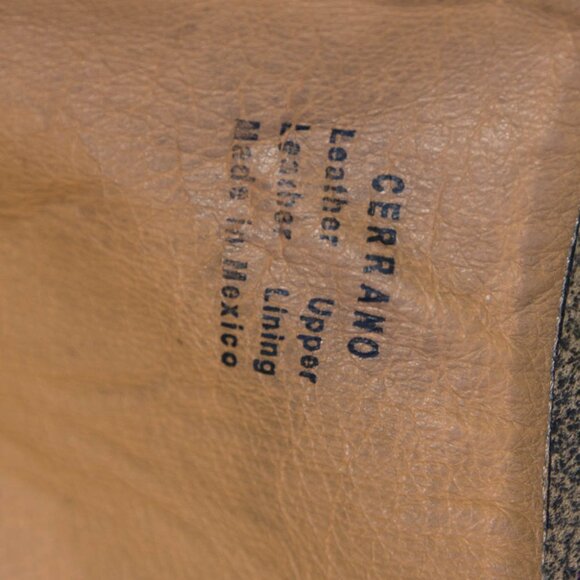 CERRANO
Leather Upper
Leather Lining
Made in Mexico